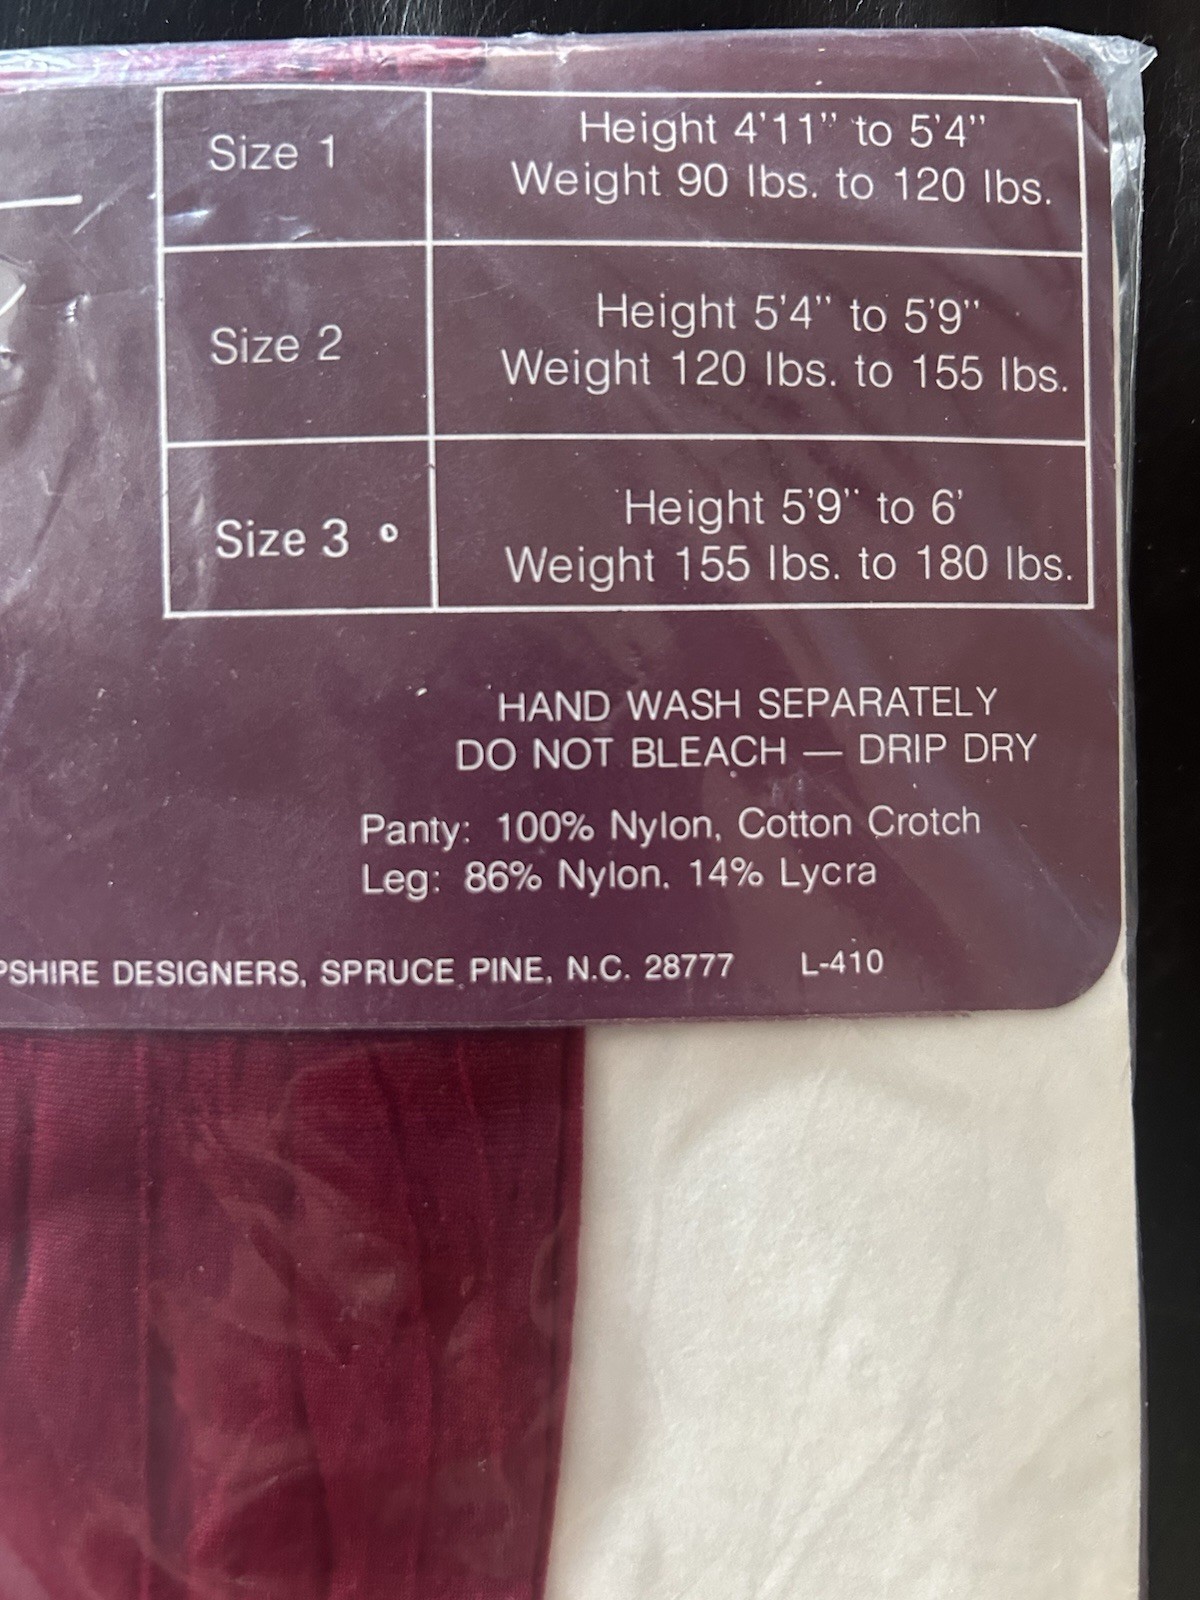 Size 1
Height 4'11" to 5'4"
Weight 90 lbs. to 120 lbs.
Size 2
Height 5'4" to 5'9"
Weight 120 lbs. to 155 lbs.
Size 3
Height 5'9" to 6'
Weight 155 lbs. to 180 lbs.
HAND WASH SEPARATELY
DO NOT BLEACH — DRIP DRY
Panty: 100% Nylon, Cotton Crotch
Leg: 86% Nylon. 14% Lycra
PSHIRE DESIGNERS, SPRUCE PINE, N.C. 28777 L-410